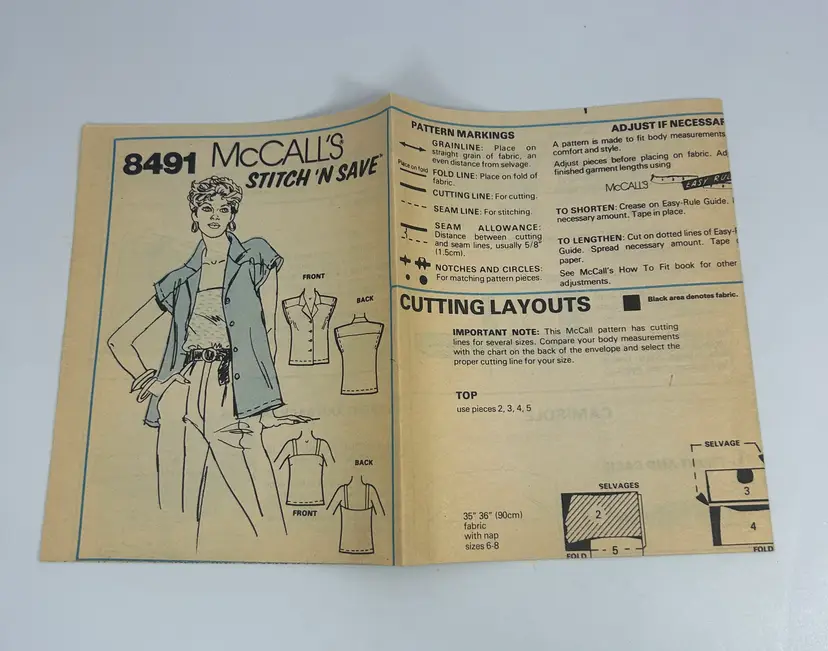 8491 McCALL'S
STITCH 'N SAVE
FRONT
BACK
FRONT
BACK
PATTERN MARKINGS
GRAINLINE: Place on
straight grain of fabric, an
even distance from selvage.
Place on fold
FOLD LINE: Place on fold of
fabric.
CUTTING LINE: For cutting.
SEAM LINE: For stitching.
SEAM ALLOWANCE:
Distance between cutting
and seam lines, usually 5/8"
(1.5cm).
NOTCHES AND CIRCLES:
For matching pattern pieces.
ADJUST IF NECESSAR
A pattern is made to fit body measurements
comfort and style.
Adjust pieces before placing on fabric. Ad
finished garment lengths using
McCALL'S EASY RUL
TO SHORTEN: Crease on Easy-Rule Guide.
necessary amount. Tape in place.
TO LENGTHEN: Cut on dotted lines of Easy-
Guide. Spread necessary amount. Tape
paper.
See McCall's How To Fit book for other
adjustments.
CUTTING LAYOUTS
Black area denotes fabric.
IMPORTANT NOTE: This McCall pattern has cutting
lines for several sizes. Compare your body measurements
with the chart on the back of the envelope and select the
proper cutting line for your size.
TOP
use pieces 2, 3, 4, 5
35" 36" (90cm)
fabric
with nap
sizes 6-8
SELVAGES
2
5
FOLD
SELVAGE
3
4
FOLD